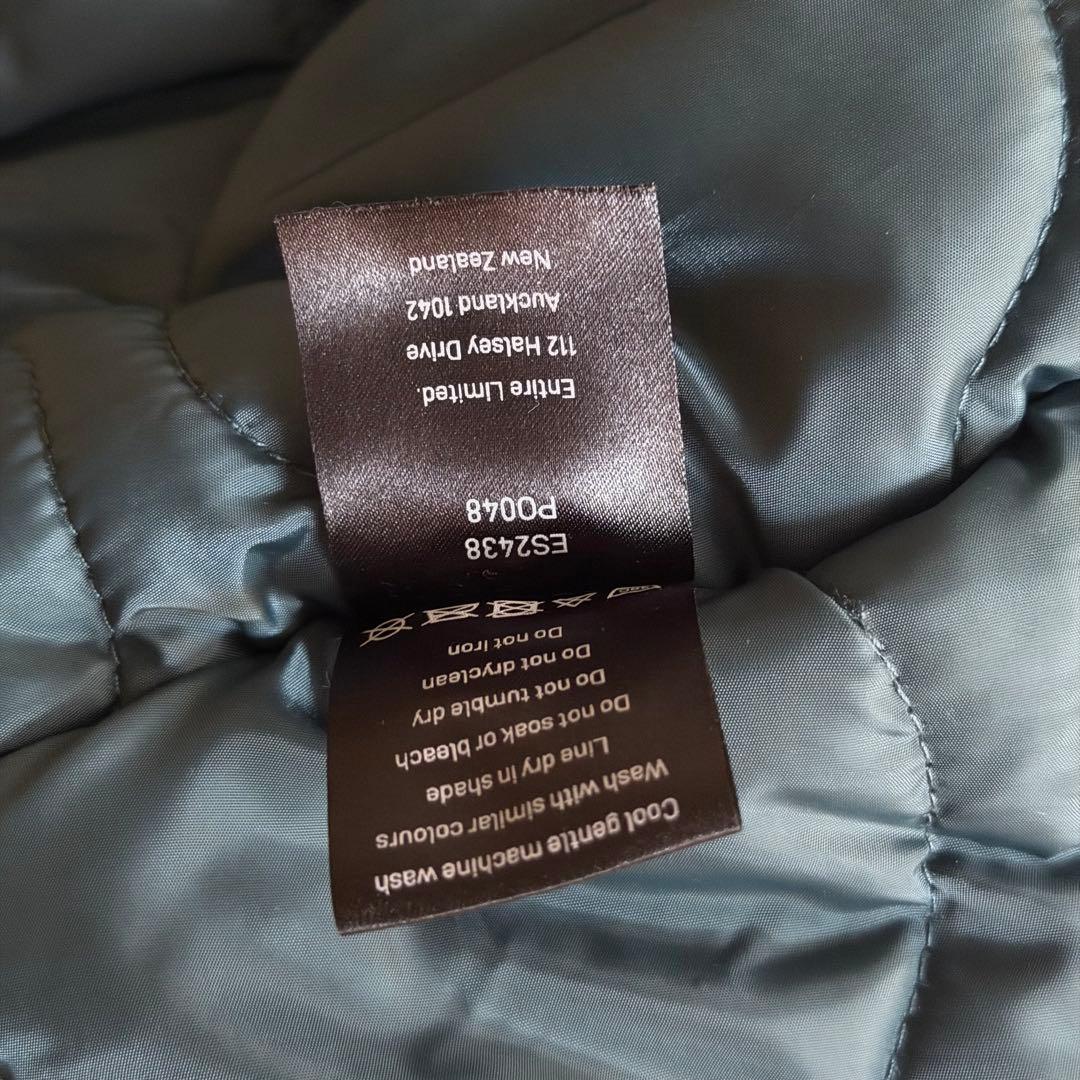 Cool gentle machine wash
Wash with similar colours
Line dry in shade
Do not soak or bleach
Do not tumble dry
Do not dryclean
Do not iron
ES2438
PO048
Entire Limited.
112 Halsey Drive
Auckland 1042
New Zealand